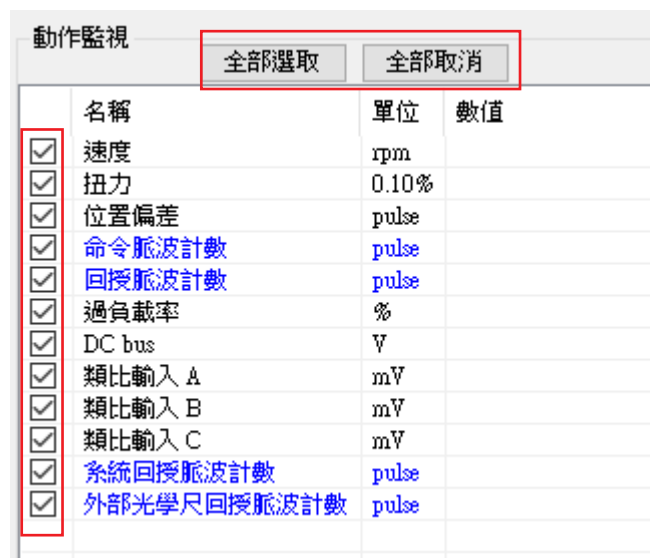 動作監視
全部選取 全部取消
名稱 單位 數值
速度 rpm
扭力 0.10%
位置偏差 pulse
命令脈波計數 pulse
回授脈波計數 pulse
過負載率 %
DC bus V
類比輸入 A mV
類比輸入 B mV
類比輸入 C mV
系統回授脈波計數 pulse
外部光學尺回授脈波計數 pulse